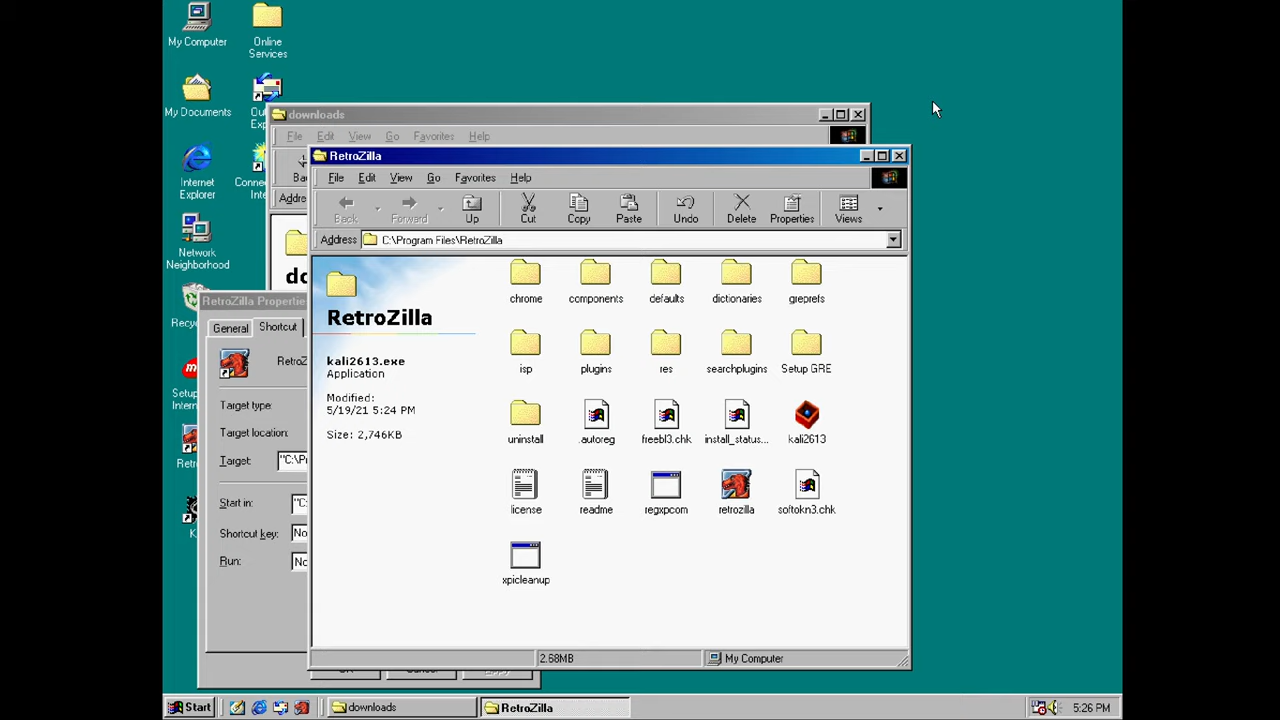 My Computer
Online
Services
My Documents
Internet
Explorer
Network
Neighborhood
downloads
File Edit View Go Favorites Help
RetroZilla
File Edit View Go Favorites Help
Back Forward Up Cut Copy Paste Undo Delete Properties Views
Address C:\Program Files\RetroZilla
RetroZilla
kali2613.exe
Application
Modified:
5/19/21 5:24 PM
Size: 2,746KB
chrome components defaults dictionaries greprefs
isp plugins res searchplugins Setup GRE
uninstall .autoreg freebl3.chk install_status... kali2613
license readme regxpcom retrozilla softokn3.chk
xpicleanup
2.68MB My Computer
General Shortcut
Target type:
Target location:
Target:
Start in:
Shortcut key:
Run:
Start downloads RetroZilla 5:26 PM